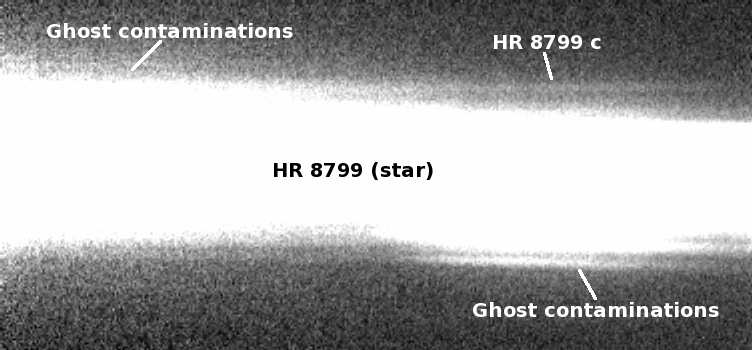 Ghost contaminations
HR 8799 c
HR 8799 (star)
Ghost contaminations